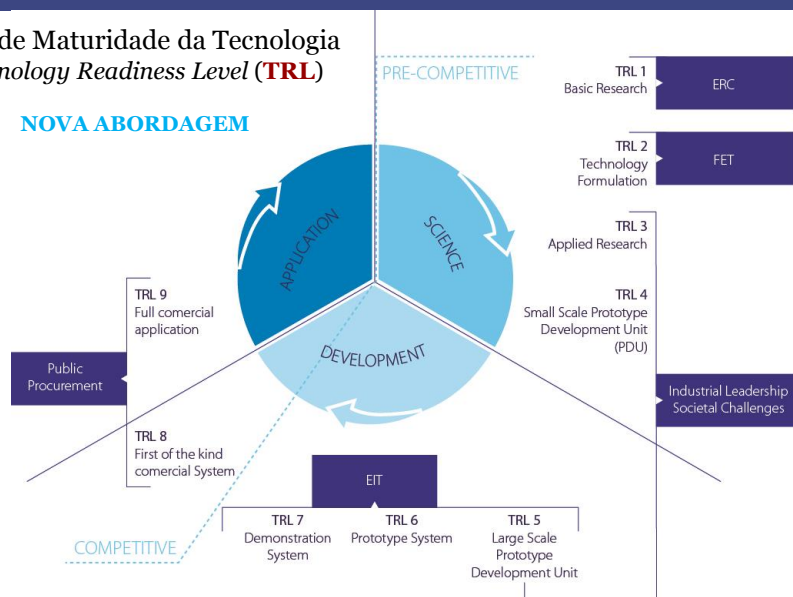 de Maturidade da Tecnologia
nology Readiness Level (TRL)
NOVA ABORDAGEM
PRE-COMPETITIVE
TRL 1
Basic Research
ERC
TRL 2
Technology
Formulation
FET
TRL 3
Applied Research
TRL 4
Small Scale Prototype
Development Unit
(PDU)
Industrial Leadership
Societal Challenges
APPLICATION
SCIENCE
DEVELOPMENT
TRL 9
Full comercial
application
Public
Procurement
TRL 8
First of the kind
comercial System
EIT
TRL 7
Demonstration
System
TRL 6
Prototype System
TRL 5
Large Scale
Prototype
Development Unit
COMPETITIVE